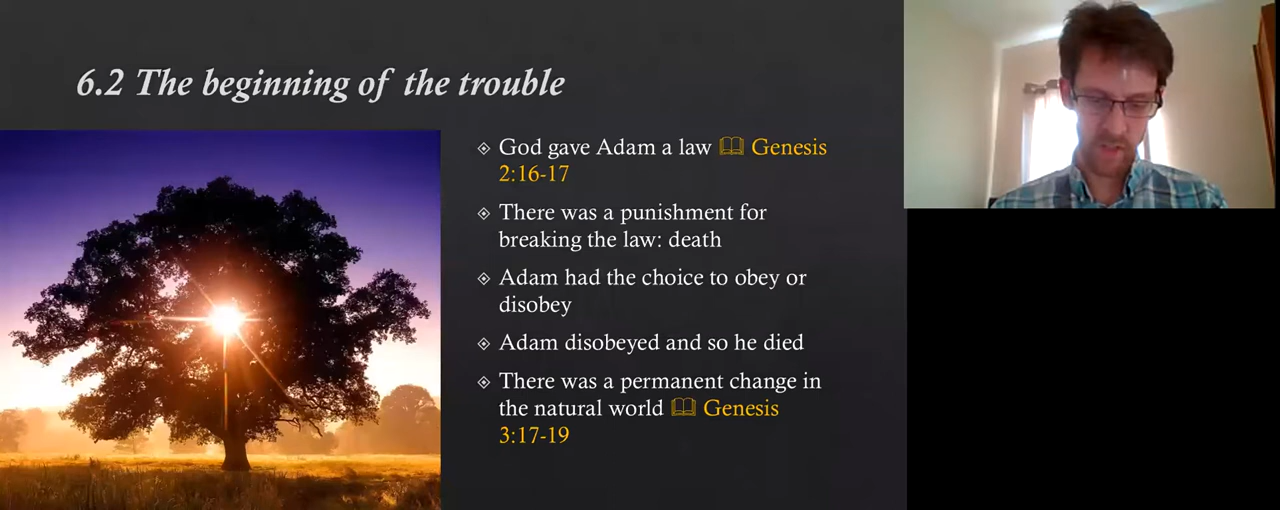 6.2 The beginning of the trouble
God gave Adam a law 🕮 Genesis
2:16-17
There was a punishment for
breaking the law: death
Adam had the choice to obey or
disobey
Adam disobeyed and so he died
There was a permanent change in
the natural world 🕮 Genesis
3:17-19